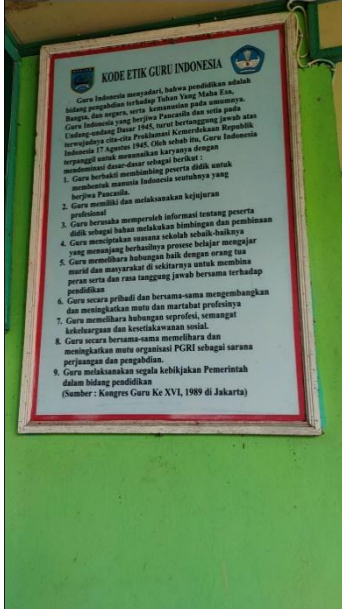 KODE ETIK GURU INDONESIA
Guru Indonesia menyadari, bahwa pendidikan adalah
bidang pengabdian terhadap Tuhan Yang Maha Esa,
Bangsa, dan negara, serta kemanusian pada umumnya.
Guru Indonesia yang berjiwa Pancasila dan setia pada
Undang-undang Dasar 1945, turut bertanggung jawab atas
terwujudnya cita-cita Proklamasi Kemerdekaan Republik
Indonesia 17 Agustus 1945. Oleh sebab itu, Guru Indonesia
terpanggil untuk menunaikan karyanya dengan
mendominasi dasar-dasar sebagai berikut :
1. Guru berbakti membimbing peserta didik untuk
membentuk manusia Indonesia seutuhnya yang
berjiwa Pancasila.
2. Guru memiliki dan melaksanakan kejujuran
profesional
3. Guru berusaha memperoleh informasi tentang peserta
didik sebagai bahan melakukan bimbingan dan pembinaan
4. Guru menciptakan suasana sekolah sebaik-baiknya
yang menunjang berhasilnya prosese belajar mengajar
5. Guru memelihara hubungan baik dengan orang tua
murid dan masyarakat di sekitarnya untuk membina
peran serta dan rasa tanggung jawab bersama terhadap
pendidikan
6. Guru secara pribadi dan bersama-sama mengembangkan
dan meningkatkan mutu dan martabat profesinya
7. Guru memelihara hubungan seprofesi, semangat
kekeluargaan dan kesetiakawanan sosial.
8. Guru secara bersama-sama memelihara dan
meningkatkan mutu organisasi PGRI sebagai sarana
perjuangan dan pengabdian.
9. Guru melaksanakan segala kebikjakan Pemerintah
dalam bidang pendidikan
(Sumber : Kongres Guru Ke XVI, 1989 di Jakarta)